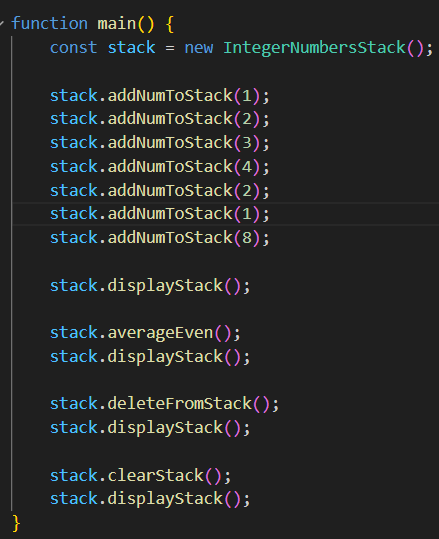 function main() {
    const stack = new IntegerNumbersStack();

    stack.addNumToStack(1);
    stack.addNumToStack(2);
    stack.addNumToStack(3);
    stack.addNumToStack(4);
    stack.addNumToStack(2);
    stack.addNumToStack(1);
    stack.addNumToStack(8);

    stack.displayStack();

    stack.averageEven();
    stack.displayStack();

    stack.deleteFromStack();
    stack.displayStack();

    stack.clearStack();
    stack.displayStack();
}